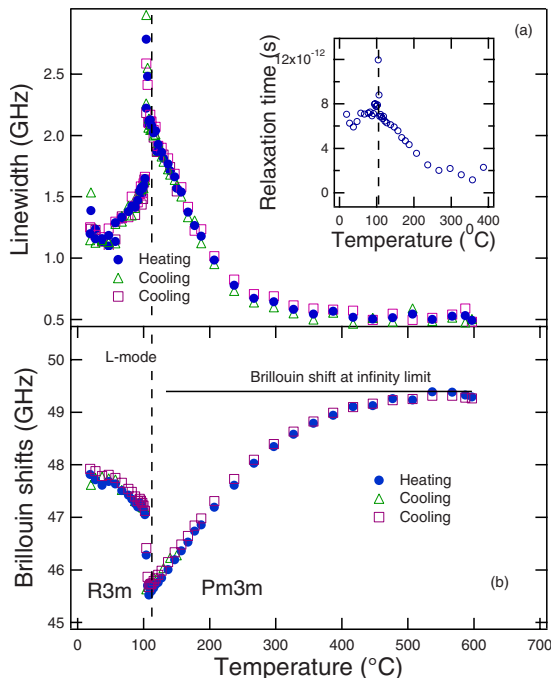 (a)
Linewidth (GHz)
3.0
2.5
2.0
1.5
1.0
0.5
Heating
Cooling
Cooling
Relaxation time (s)
12x10-12
8
4
0
0
100
200
300
400
Temperature (0C)
L-mode
Brillouin shift at infinity limit
Brillouin shifts (GHz)
50
49
48
47
46
45
Heating
Cooling
Cooling
R3m
Pm3m
(b)
0
100
200
300
400
500
600
700
Temperature (°C)